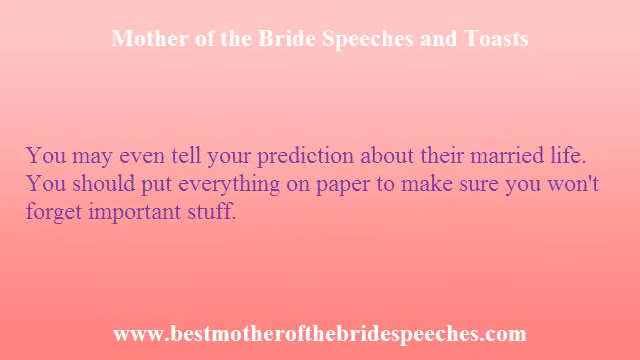 Mother of the Bride Speeches and Toasts
You may even tell your prediction about their married life.
You should put everything on paper to make sure you won't
forget important stuff.
www.bestmotherofthebridespeeches.com